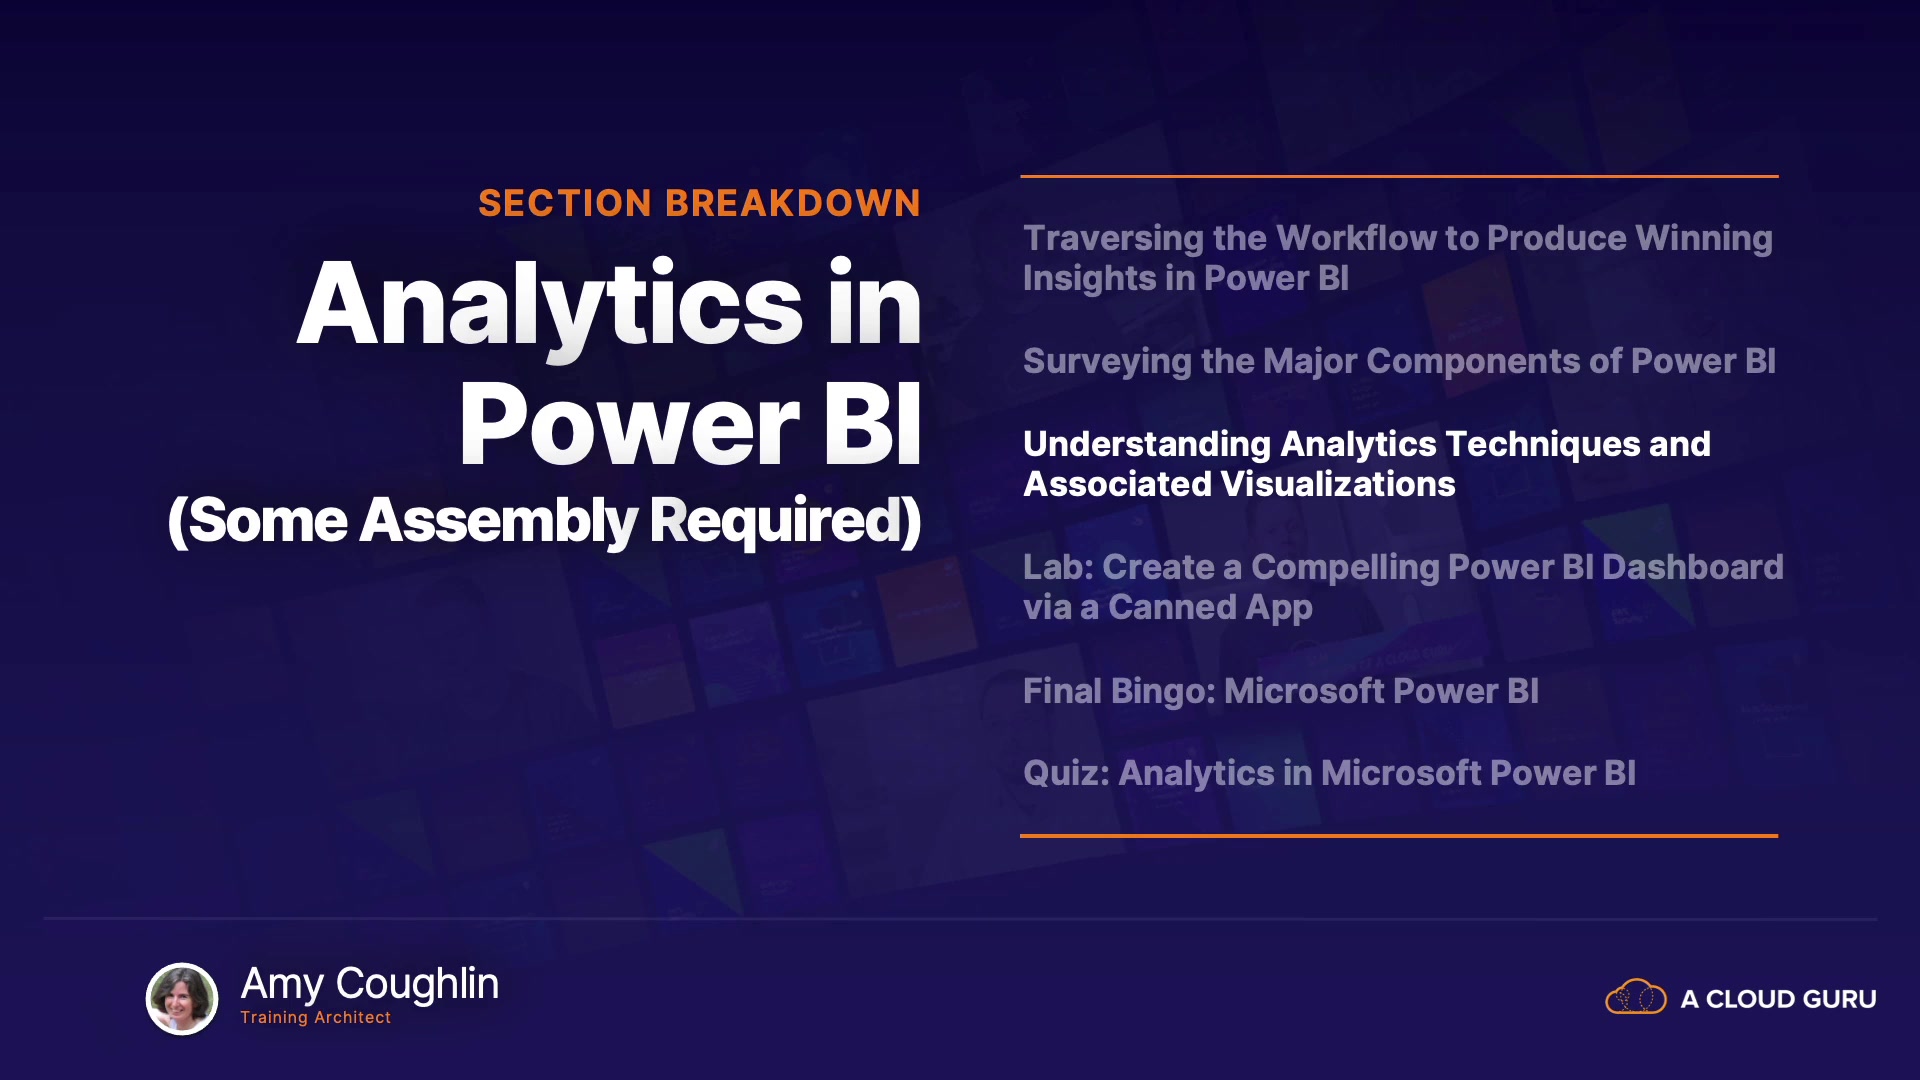 SECTION BREAKDOWN
Analytics in
Power BI
(Some Assembly Required)
Traversing the Workflow to Produce Winning
Insights in Power BI
Surveying the Major Components of Power BI
Understanding Analytics Techniques and
Associated Visualizations
Lab: Create a Compelling Power BI Dashboard
via a Canned App
Final Bingo: Microsoft Power BI
Quiz: Analytics in Microsoft Power BI
Amy Coughlin
Training Architect
A CLOUD GURU